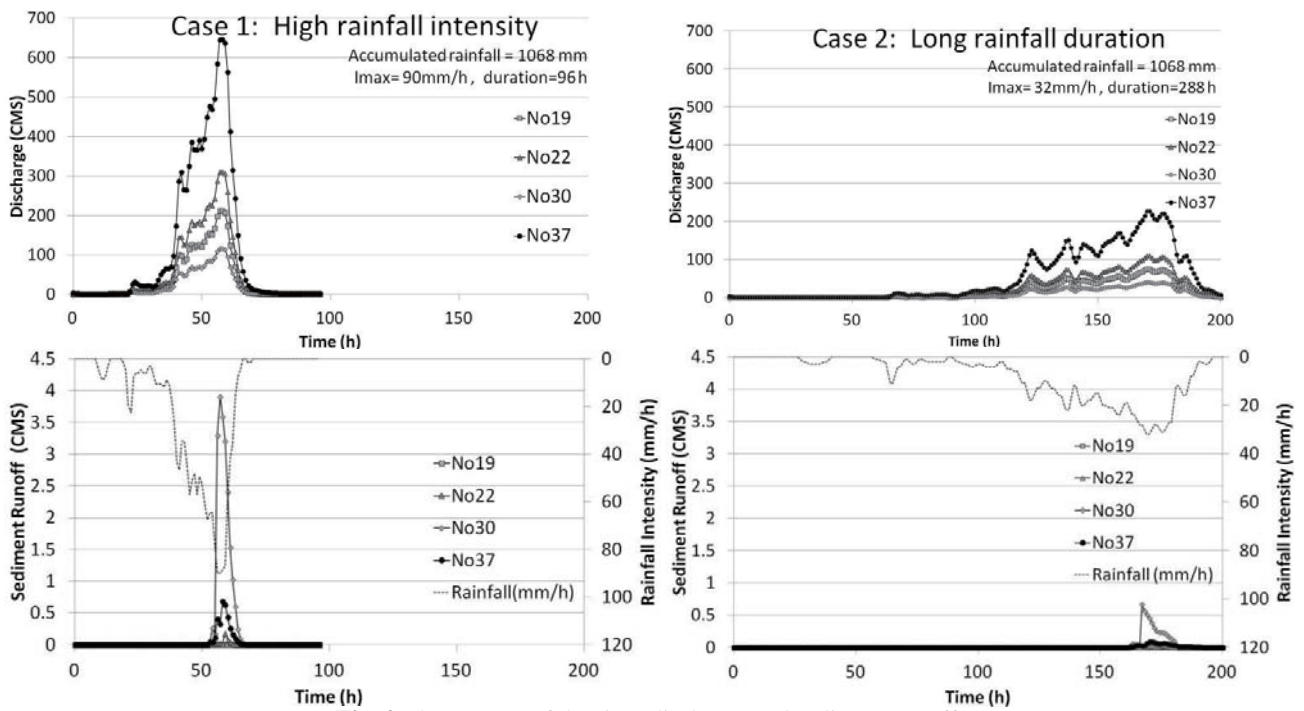 Case 1: High rainfall intensity
Accumulated rainfall = 1068 mm
Imax= 90mm/h , duration=96h
Discharge (CMS)
700
600
500
400
300
200
100
0
No19
No22
No30
No37
0 50 100 150 200
Time (h)
Case 2: Long rainfall duration
Accumulated rainfall = 1068 mm
Imax= 32mm/h , duration=288h
Discharge (CMS)
700
600
500
400
300
200
100
0
No19
No22
No30
No37
0 50 100 150 200
Time (h)
Sediment Runoff (CMS)
4.5
4
3.5
3
2.5
2
1.5
1
0.5
0
No19
No22
No30
No37
Rainfall(mm/h)
0
20
40
60
80
100
120
Rainfall Intensity (mm/h)
0 50 100 150 200
Time (h)
Sediment Runoff (CMS)
4.5
4
3.5
3
2.5
2
1.5
1
0.5
0
No19
No22
No30
No37
Rainfall (mm/h)
0
20
40
60
80
100
120
Rainfall Intensity (mm/h)
0 50 100 150 200
Time (h)